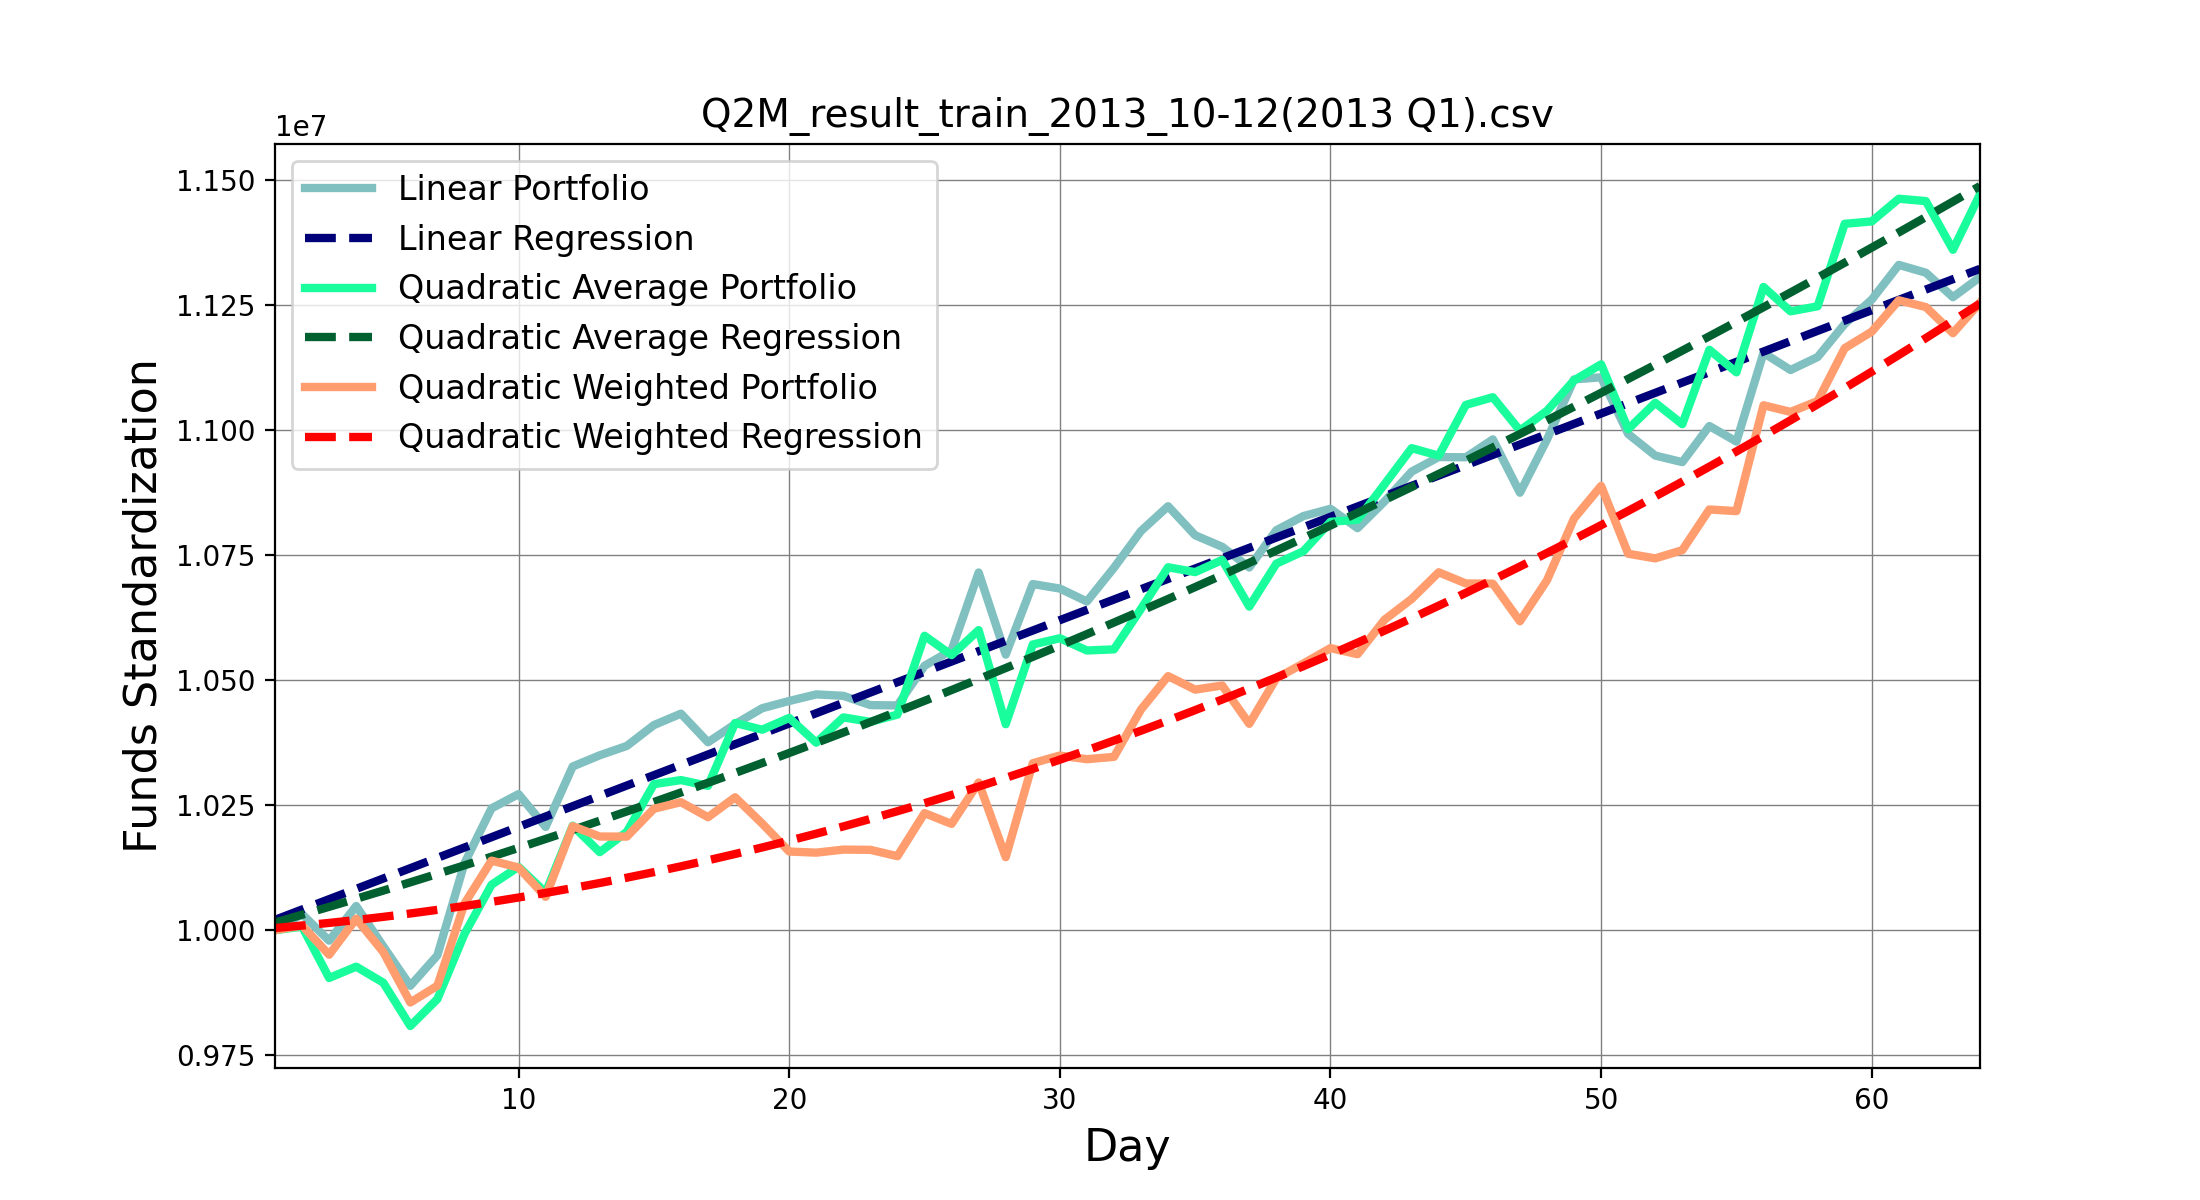 Q2M_result_train_2013_10-12(2013 Q1).csv
1e7
1.150
1.125
1.100
1.075
1.050
1.025
1.000
0.975
Funds Standardization
Linear Portfolio
Linear Regression
Quadratic Average Portfolio
Quadratic Average Regression
Quadratic Weighted Portfolio
Quadratic Weighted Regression
10 20 30 40 50 60
Day